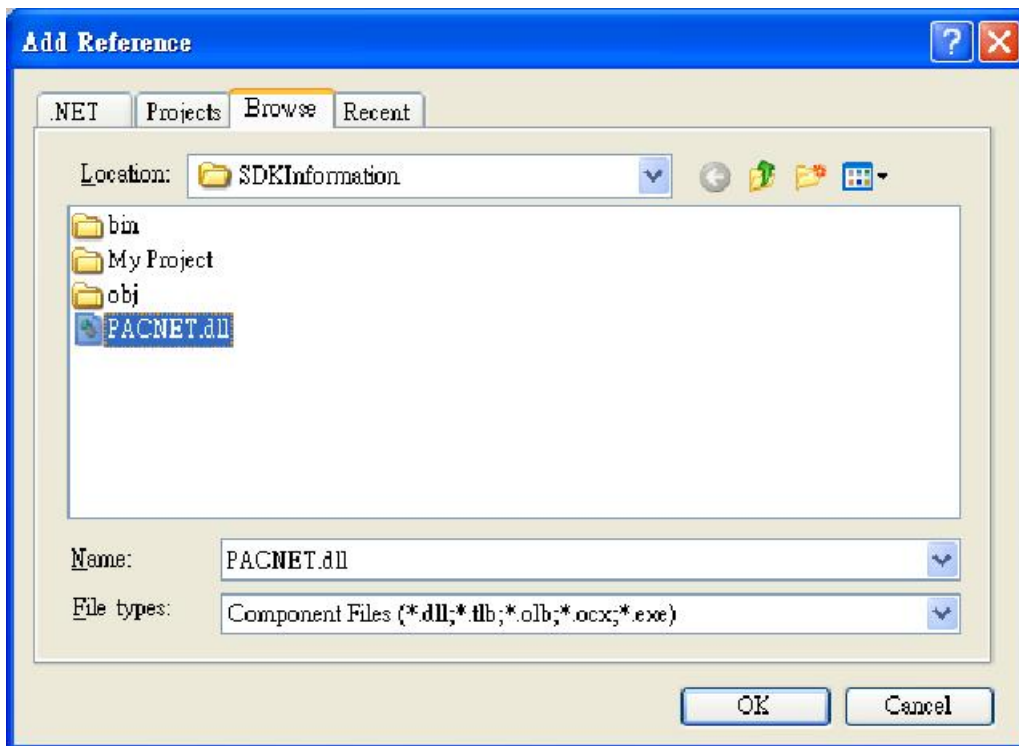 Add Reference
.NET Projects Browse Recent
Location: SDKInformation
bin
My Project
obj
PACNET.dll
Name: PACNET.dll
File types: Component Files (*.dll;*.tlb;*.olb;*.ocx;*.exe)
OK Cancel